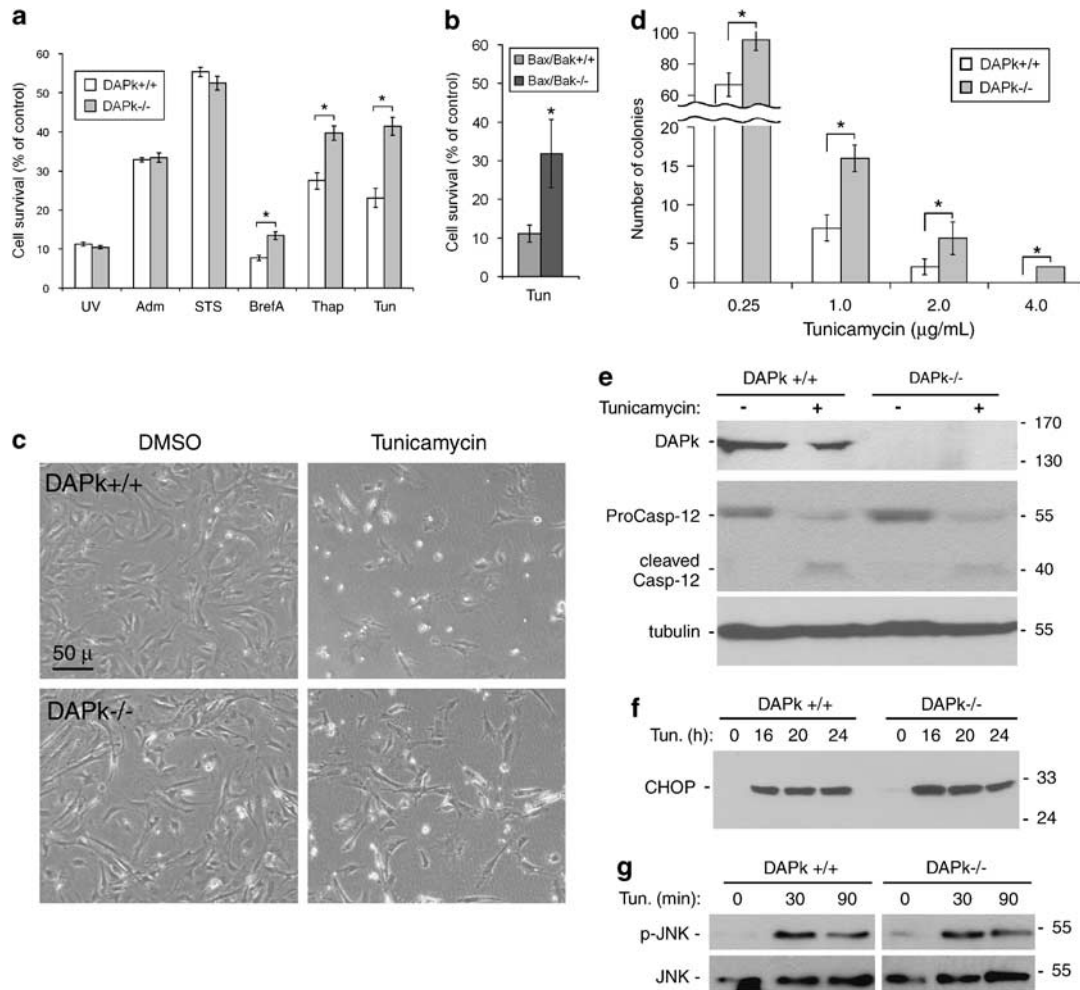 a
Cell survival (% of control)
60
50
40
30
20
10
0
DAPk+/+
DAPk-/-
*
*
*
UV Adm STS BrefA Thap Tun
b
Cell survival (% of control)
60
50
40
30
20
10
0
Bax/Bak+/+
Bax/Bak-/-
*
Tun
d
Number of colonies
100
80
60
20
15
10
5
0
DAPk+/+
DAPk-/-
*
*
*
*
0.25 1.0 2.0 4.0
Tunicamycin (µg/mL)
c
DMSO Tunicamycin
DAPk+/+
50 µ
DAPk-/-
e
DAPk +/+ DAPk-/-
Tunicamycin: - + - +
DAPk -
- 170
- 130
ProCasp-12 -
- 55
cleaved
Casp-12 -
- 40
tubulin -
- 55
f
DAPk +/+ DAPk-/-
Tun. (h): 0 16 20 24 0 16 20 24
CHOP -
- 33
- 24
g
DAPk +/+ DAPk-/-
Tun. (min): 0 30 90 0 30 90
p-JNK - - 55
JNK - - 55